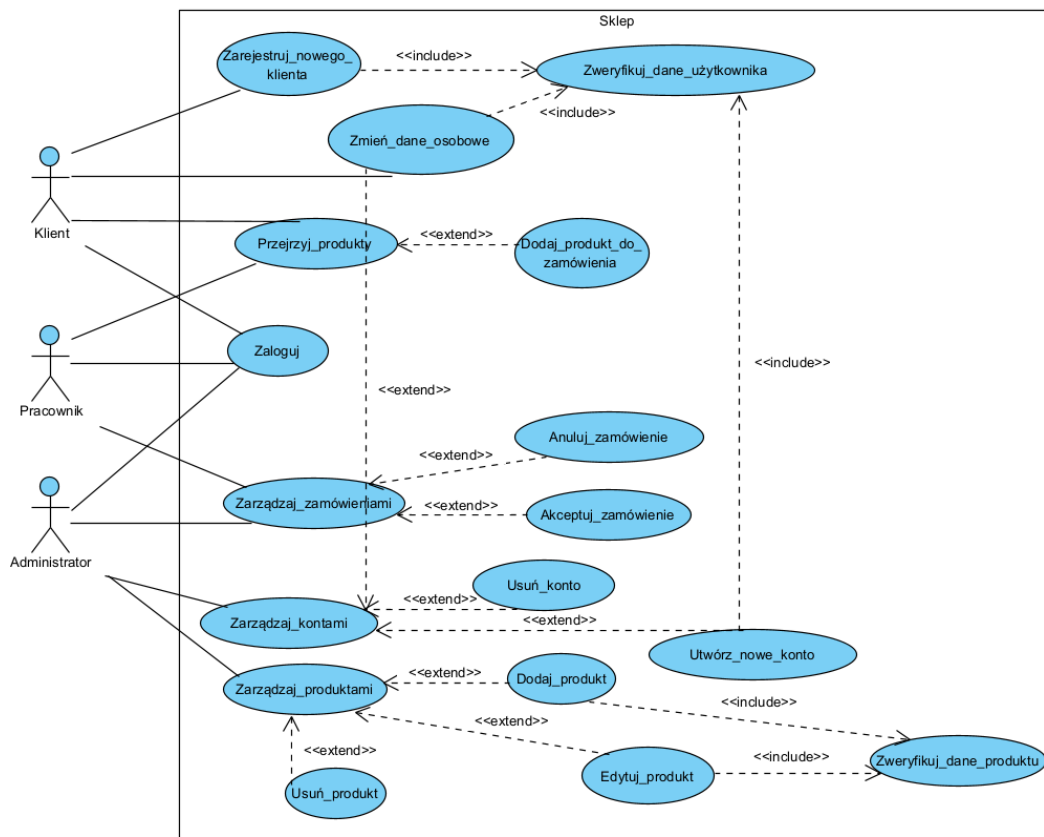 Sklep
Zarejestruj_nowego_
klienta
<<include>>
Zweryfikuj_dane_użytkownika
<<include>>
Zmień_dane_osobowe
Klient
Przejrzyj_produkty
<<extend>>
Dodaj_produkt_do_
zamówienia
Zaloguj
<<include>>
Pracownik
<<extend>>
Anuluj_zamówienie
<<extend>>
Zarządzaj_zamówieniami
<<extend>>
Akceptuj_zamówienie
Administrator
Usuń_konto
<<extend>>
Zarządzaj_kontami
<<extend>>
Utwórz_nowe_konto
<<extend>>
Dodaj_produkt
Zarządzaj_produktami
<<include>>
<<extend>>
<<extend>>
Zweryfikuj_dane_produktu
<<include>>
Edytuj_produkt
Usuń_produkt